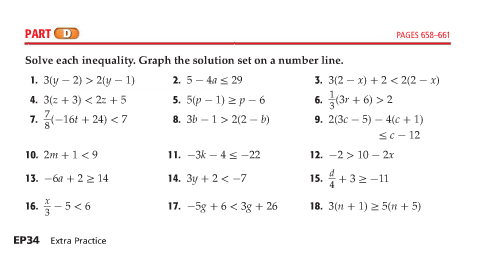 PART D PAGES 658–661
Solve each inequality. Graph the solution set on a number line.
1. 3(y − 2) > 2(y − 1) 2. 5 − 4a ≤ 29 3. 3(2 − x) + 2 < 2(2 − x)
4. 3(z + 3) < 2z + 5 5. 5(p − 1) ≥ p − 6 6. 1/3(3r + 6) > 2
7. 7/8(−16t + 24) < 7 8. 3b − 1 > 2(2 − b) 9. 2(3c − 5) − 4(c + 1)
≤ c − 12
10. 2m + 1 < 9 11. −3k − 4 ≤ −22 12. −2 > 10 − 2x
13. −6a + 2 ≥ 14 14. 3y + 2 < −7 15. d/4 + 3 ≥ −11
16. x/3 − 5 < 6 17. −5g + 6 < 3g + 26 18. 3(n + 1) ≥ 5(n + 5)
EP34 Extra Practice